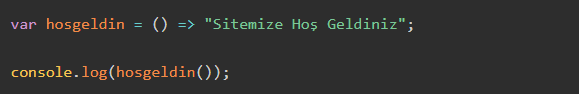 var hosgeldin = () => "Sitemize Hoş Geldiniz";
console.log(hosgeldin());